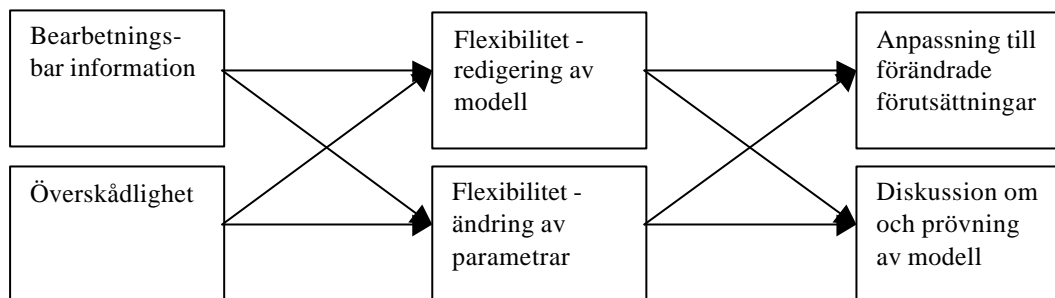 Bearbetnings-
bar information
Flexibilitet -
redigering av
modell
Anpassning till
förändrade
förutsättningar
Överskådlighet
Flexibilitet -
ändring av
parametrar
Diskussion om
och prövning
av modell